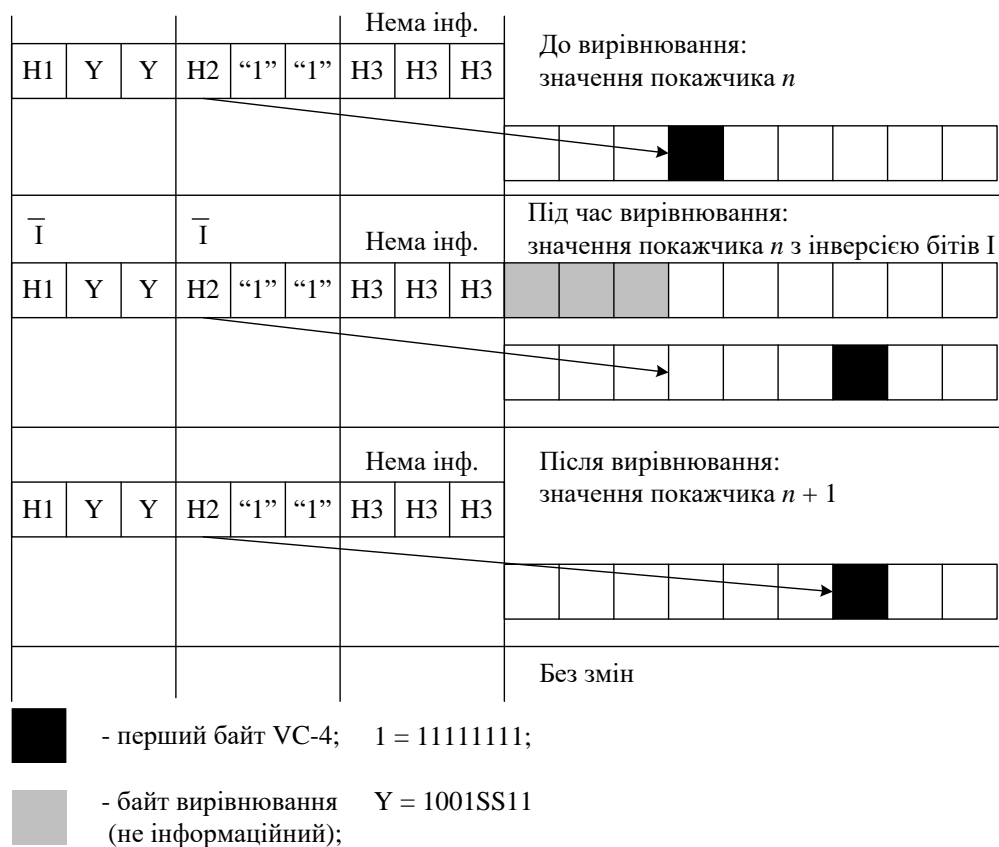 Нема інф.
H1 Y Y H2 “1” “1” H3 H3 H3
До вирівнювання:
значення покажчика n
I̅ I̅
Нема інф.
Під час вирівнювання:
значення покажчика n з інверсією бітів I
H1 Y Y H2 “1” “1” H3 H3 H3
Нема інф.
Після вирівнювання:
значення покажчика n + 1
H1 Y Y H2 “1” “1” H3 H3 H3
Без змін
- перший байт VC-4; 1 = 11111111;
- байт вирівнювання Y = 1001SS11
(не інформаційний);